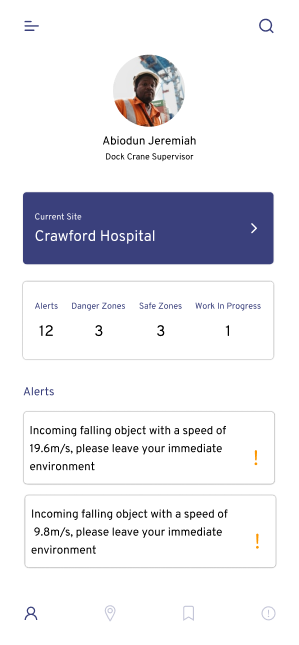 Abiodun Jeremiah
Dock Crane Supervisor
Current Site
Crawford Hospital
Alerts Danger Zones Safe Zones Work In Progress
12 3 3 1
Alerts
Incoming falling object with a speed of
19.6m/s, please leave your immediate
environment
!
Incoming falling object with a speed of
9.8m/s, please leave your immediate
environment
!